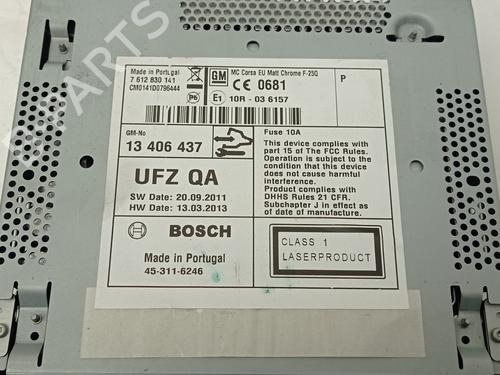 B-PARTS
Made in Portugal
7 612 830 141
CM0141D0796444
P6
GM
MC Corsa EU Matt Chrome F-25Q
CE 0681
E1 10R - 03 6157
P
GM-No
13 406 437
UFZ QA
SW Date: 20.09.2011
HW Date: 13.03.2013
Fuse 10A
This device complies with
part 15 of The FCC Rules.
Operation is subject to the
condition that this device
does not cause harmful
interference.
Product complies with
DHHS Rules 21 CFR.
Subchapter J in effect as
of date of manufacture.
BOSCH
Made in Portugal
45-311-6246
CLASS 1
LASERPRODUCT